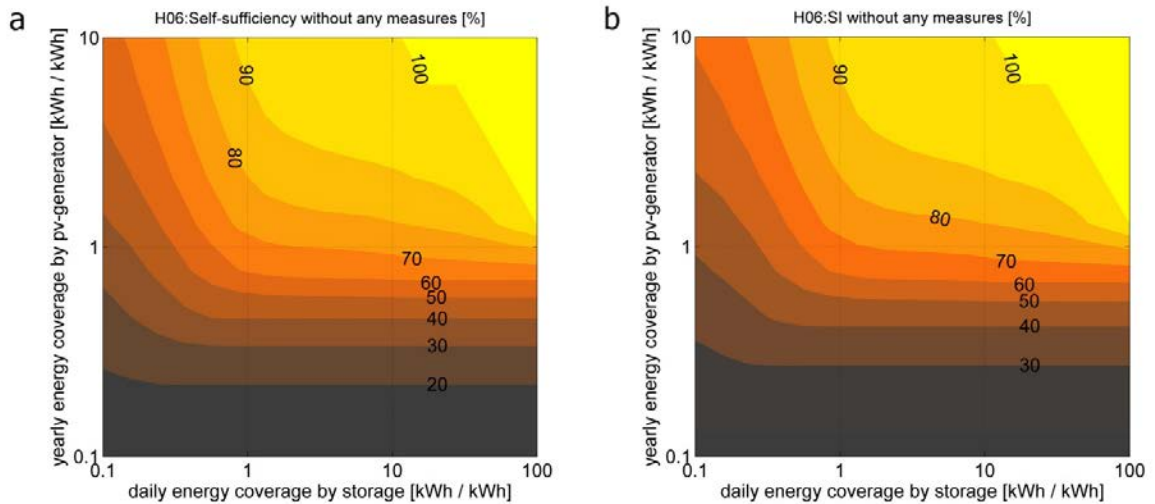 a
H06:Self-sufficiency without any measures [%]
yearly energy coverage by pv-generator [kWh / kWh]
10
1
0.1
100
90
80
70
60
50
40
30
20
0.1 1 10 100
daily energy coverage by storage [kWh / kWh]
b
H06:SI without any measures [%]
yearly energy coverage by pv-generator [kWh / kWh]
10
1
0.1
100
90
80
70
60
50
40
30
0.1 1 10 100
daily energy coverage by storage [kWh / kWh]